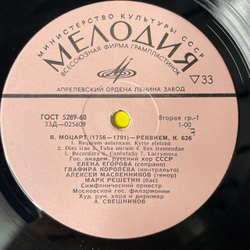 МИНИСТЕРСТВО КУЛЬТУРЫ СССР
МЕЛОДИЯ
ВСЕСОЮЗНАЯ ФИРМА ГРАМПЛАСТИНОК
▽33
АПРЕЛЕВСКИЙ ОРДЕНА ЛЕНИНА ЗАВОД
ГОСТ 5289-68
Вторая гр.-1
33Д—025609
1-00
В. МОЦАРТ (1756—1791)—РЕКВИЕМ, К. 626
1. Requiem aeternam. Kyrie eleison
2. Dies irae 3. Tuba mirum 4. Rex tremendae
5. Recordare 6. Confutatis 7. Lacrymosa
Гос. академ. Русский хор СССР
ЕЛЕНА ЕГОРОВА (сопрано)
ГЛАФИРА КОРОЛЕВА (контральто)
АЛЕКСЕЙ МАСЛЕННИКОВ (тенор)
МАРК РЕШЕТИН (бас)
Симфонический оркестр
Московской гос. филармонии
Худ. рук. хора и дирижер
А. СВЕШНИКОВ